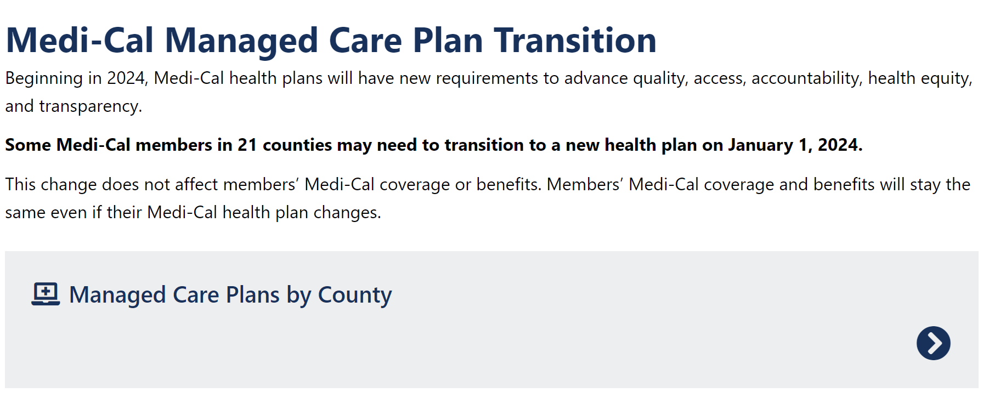 Medi-Cal Managed Care Plan Transition
Beginning in 2024, Medi-Cal health plans will have new requirements to advance quality, access, accountability, health equity,
and transparency.
Some Medi-Cal members in 21 counties may need to transition to a new health plan on January 1, 2024.
This change does not affect members’ Medi-Cal coverage or benefits. Members’ Medi-Cal coverage and benefits will stay the
same even if their Medi-Cal health plan changes.
Managed Care Plans by County